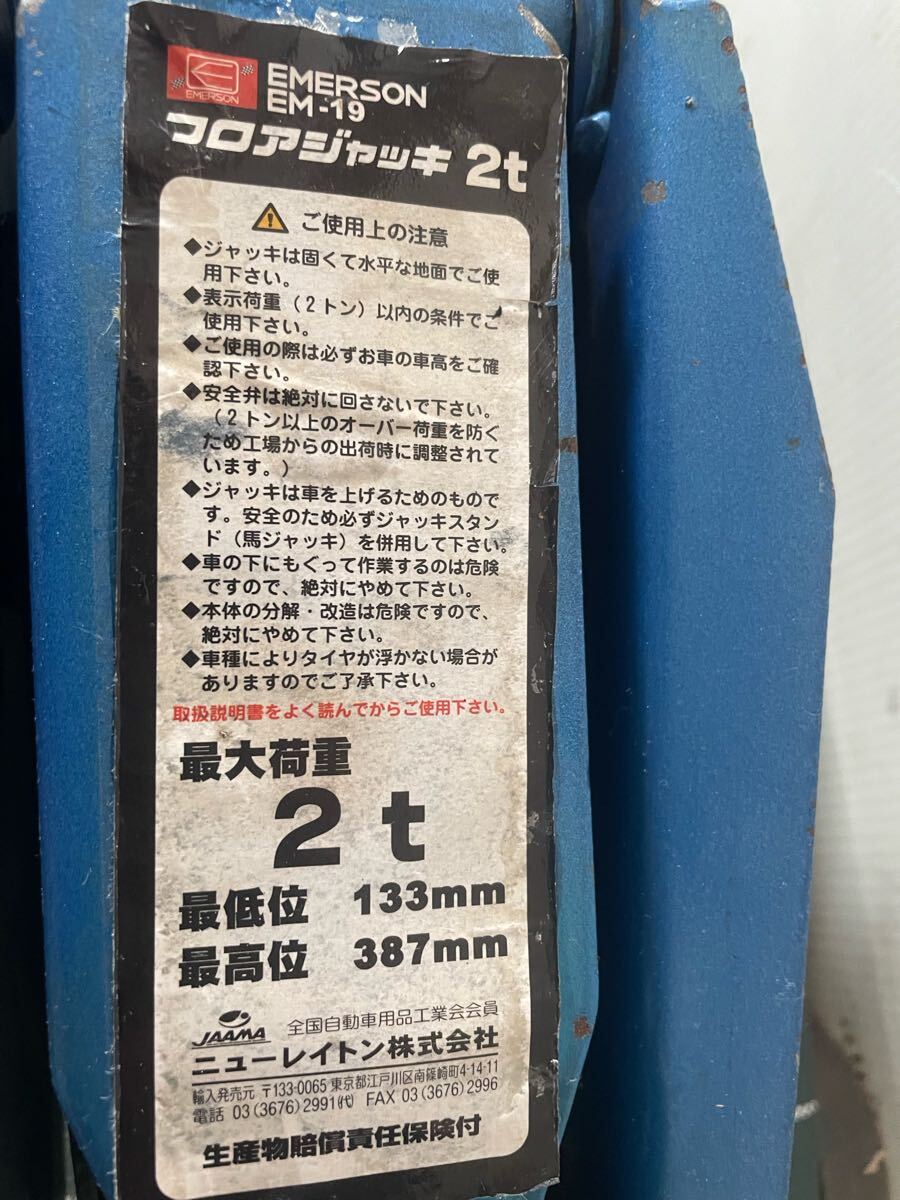 EMERSON
EMERSON
EM-19
フロアジャッキ 2t
ご使用上の注意
◆ジャッキは固くて水平な地面でご使
用下さい。
◆表示荷重(2トン)以内の条件でご
使用下さい。
◆ご使用の際は必ずお車の車高をご確
認下さい。
◆安全弁は絶対に回さないで下さい。
(2トン以上のオーバー荷重を防ぐ
ため工場からの出荷時に調整されて
います。)
◆ジャッキは車を上げるためのもので
す。安全のため必ずジャッキスタン
ド(馬ジャッキ)を併用して下さい。
◆車の下にもぐって作業するのは危険
ですので、絶対にやめて下さい。
◆本体の分解・改造は危険ですので、
絶対にやめて下さい。
◆車種によりタイヤが浮かない場合が
ありますのでご了承下さい。
取扱説明書をよく読んでからご使用下さい。
最大荷重
2t
最低位 133mm
最高位 387mm
JAAMA 全国自動車用品工業会会員
ニューレイトン株式会社
輸入発売元 〒133-0065 東京都江戸川区南篠崎町4-14-11
電話 03(3676)2991(代) FAX 03(3676)2996
生産物賠償責任保険付